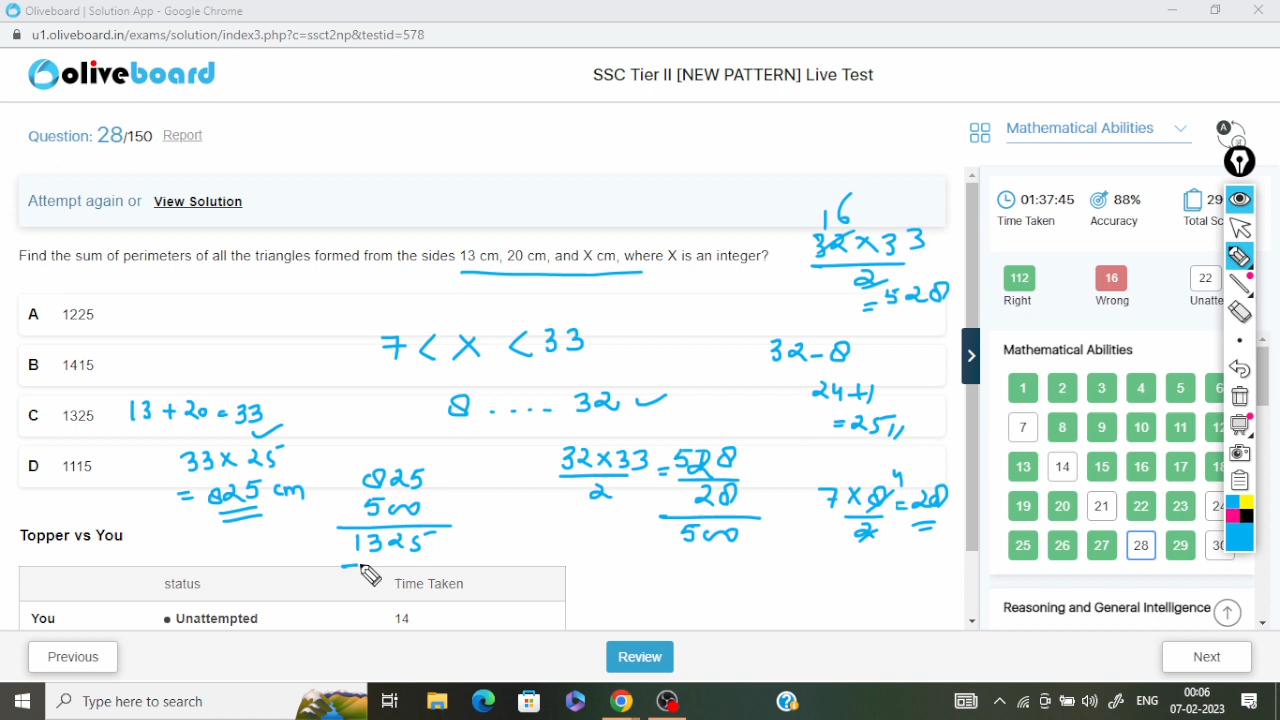 Oliveboard | Solution App - Google Chrome
u1.oliveboard.in/exams/solution/index3.php?c=ssct2np&testid=578
oliveboard
SSC Tier II [NEW PATTERN] Live Test
Question: 28/150 Report
Mathematical Abilities
A
Attempt again or View Solution
01:37:45
Time Taken
88%
Accuracy
29
Total Sc
16
32×33
2
= 528
Find the sum of perimeters of all the triangles formed from the sides 13 cm, 20 cm, and X cm, where X is an integer?
112
Right
16
Wrong
22
Unatte
A 1225
7 < X < 33
B 1415
32-8
24+1
=25
C 1325
13+20=33
8 .... 32
D 1115
33×25
= 825 cm
825
500
1325
32×33
2
= 528
28
500
7×8
2
4
=28
Mathematical Abilities
1 2 3 4 5 6
7 8 9 10 11 12
13 14 15 16 17 18
19 20 21 22 23 24
25 26 27 28 29 30
Topper vs You
status Time Taken
You Unattempted 14
Reasoning and General Intelligence
Previous
Review
Next
Type here to search
ENG
00:06
07-02-2023